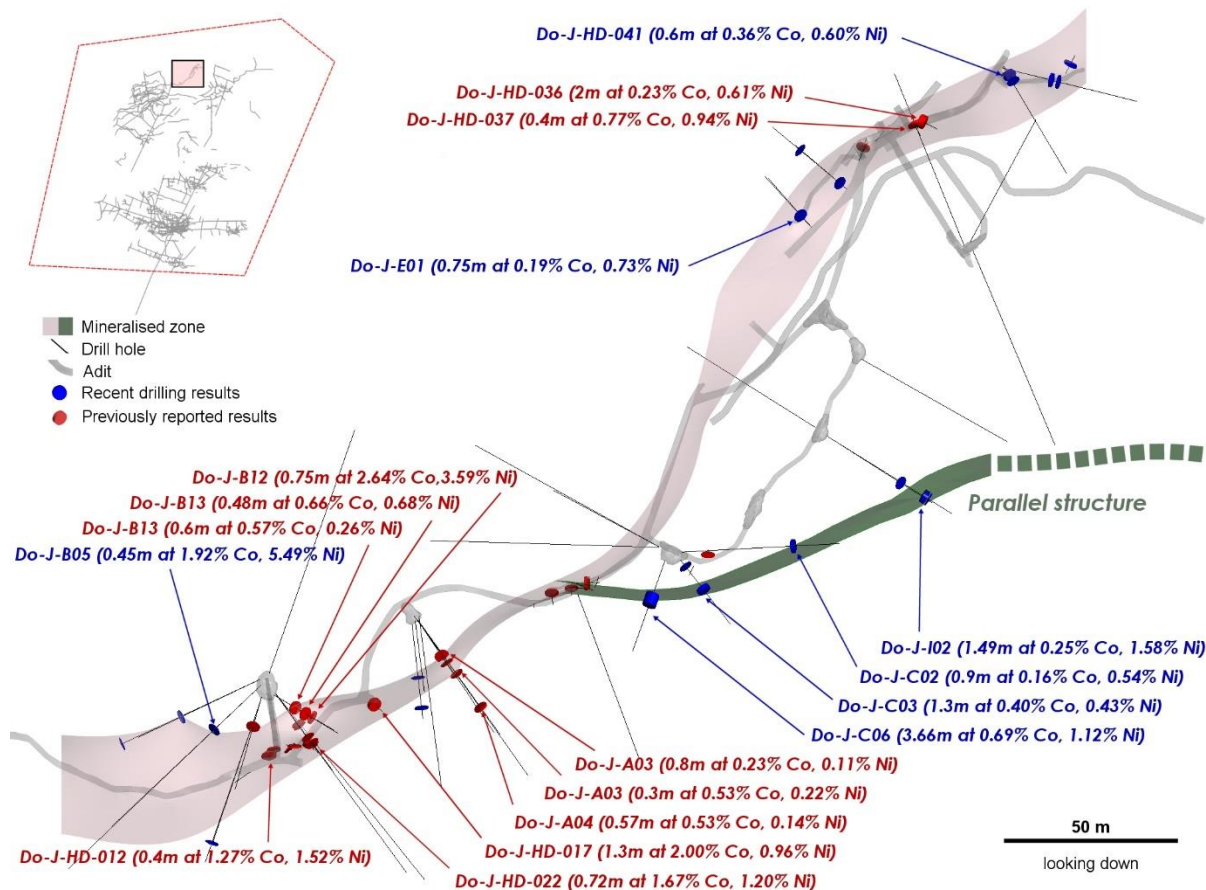 Do-J-HD-041 (0.6m at 0.36% Co, 0.60% Ni)
Do-J-HD-036 (2m at 0.23% Co, 0.61% Ni)
Do-J-HD-037 (0.4m at 0.77% Co, 0.94% Ni)
Do-J-E01 (0.75m at 0.19% Co, 0.73% Ni)
Mineralised zone
Drill hole
Adit
Recent drilling results
Previously reported results
Do-J-B12 (0.75m at 2.64% Co,3.59% Ni)
Do-J-B13 (0.48m at 0.66% Co, 0.68% Ni)
Do-J-B13 (0.6m at 0.57% Co, 0.26% Ni)
Do-J-B05 (0.45m at 1.92% Co, 5.49% Ni)
Parallel structure
Do-J-I02 (1.49m at 0.25% Co, 1.58% Ni)
Do-J-C02 (0.9m at 0.16% Co, 0.54% Ni)
Do-J-C03 (1.3m at 0.40% Co, 0.43% Ni)
Do-J-C06 (3.66m at 0.69% Co, 1.12% Ni)
Do-J-A03 (0.8m at 0.23% Co, 0.11% Ni)
Do-J-A03 (0.3m at 0.53% Co, 0.22% Ni)
Do-J-A04 (0.57m at 0.53% Co, 0.14% Ni)
Do-J-HD-017 (1.3m at 2.00% Co, 0.96% Ni)
Do-J-HD-012 (0.4m at 1.27% Co, 1.52% Ni)
Do-J-HD-022 (0.72m at 1.67% Co, 1.20% Ni)
50 m
looking down